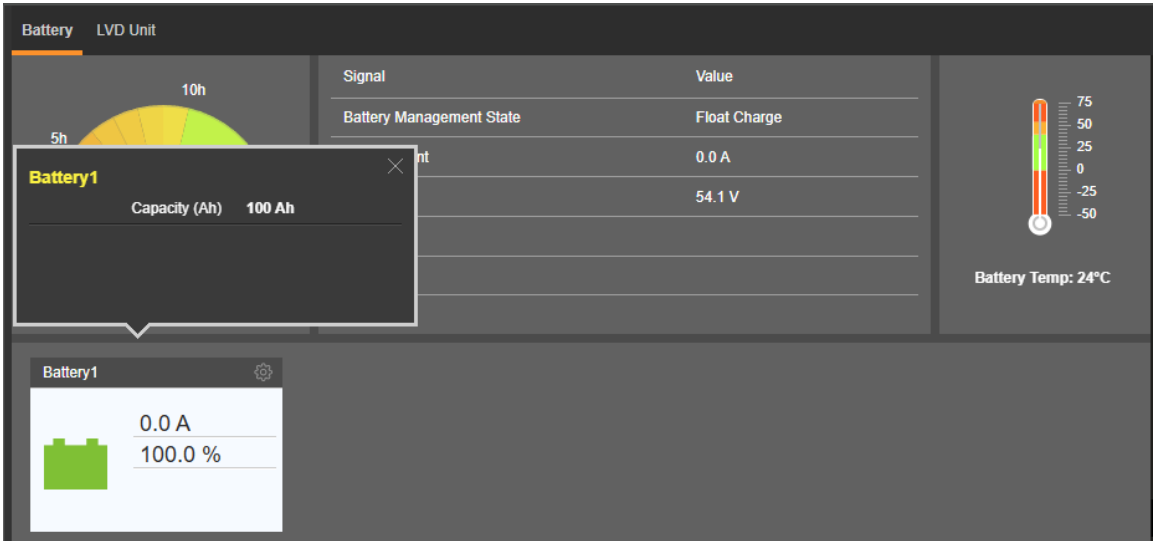 Battery LVD Unit
10h
5h
Signal Value
Battery Management State Float Charge
nt 0.0 A
54.1 V
Battery1
Capacity (Ah) 100 Ah
75
50
25
0
-25
-50
Battery Temp: 24°C
Battery1
0.0 A
100.0 %